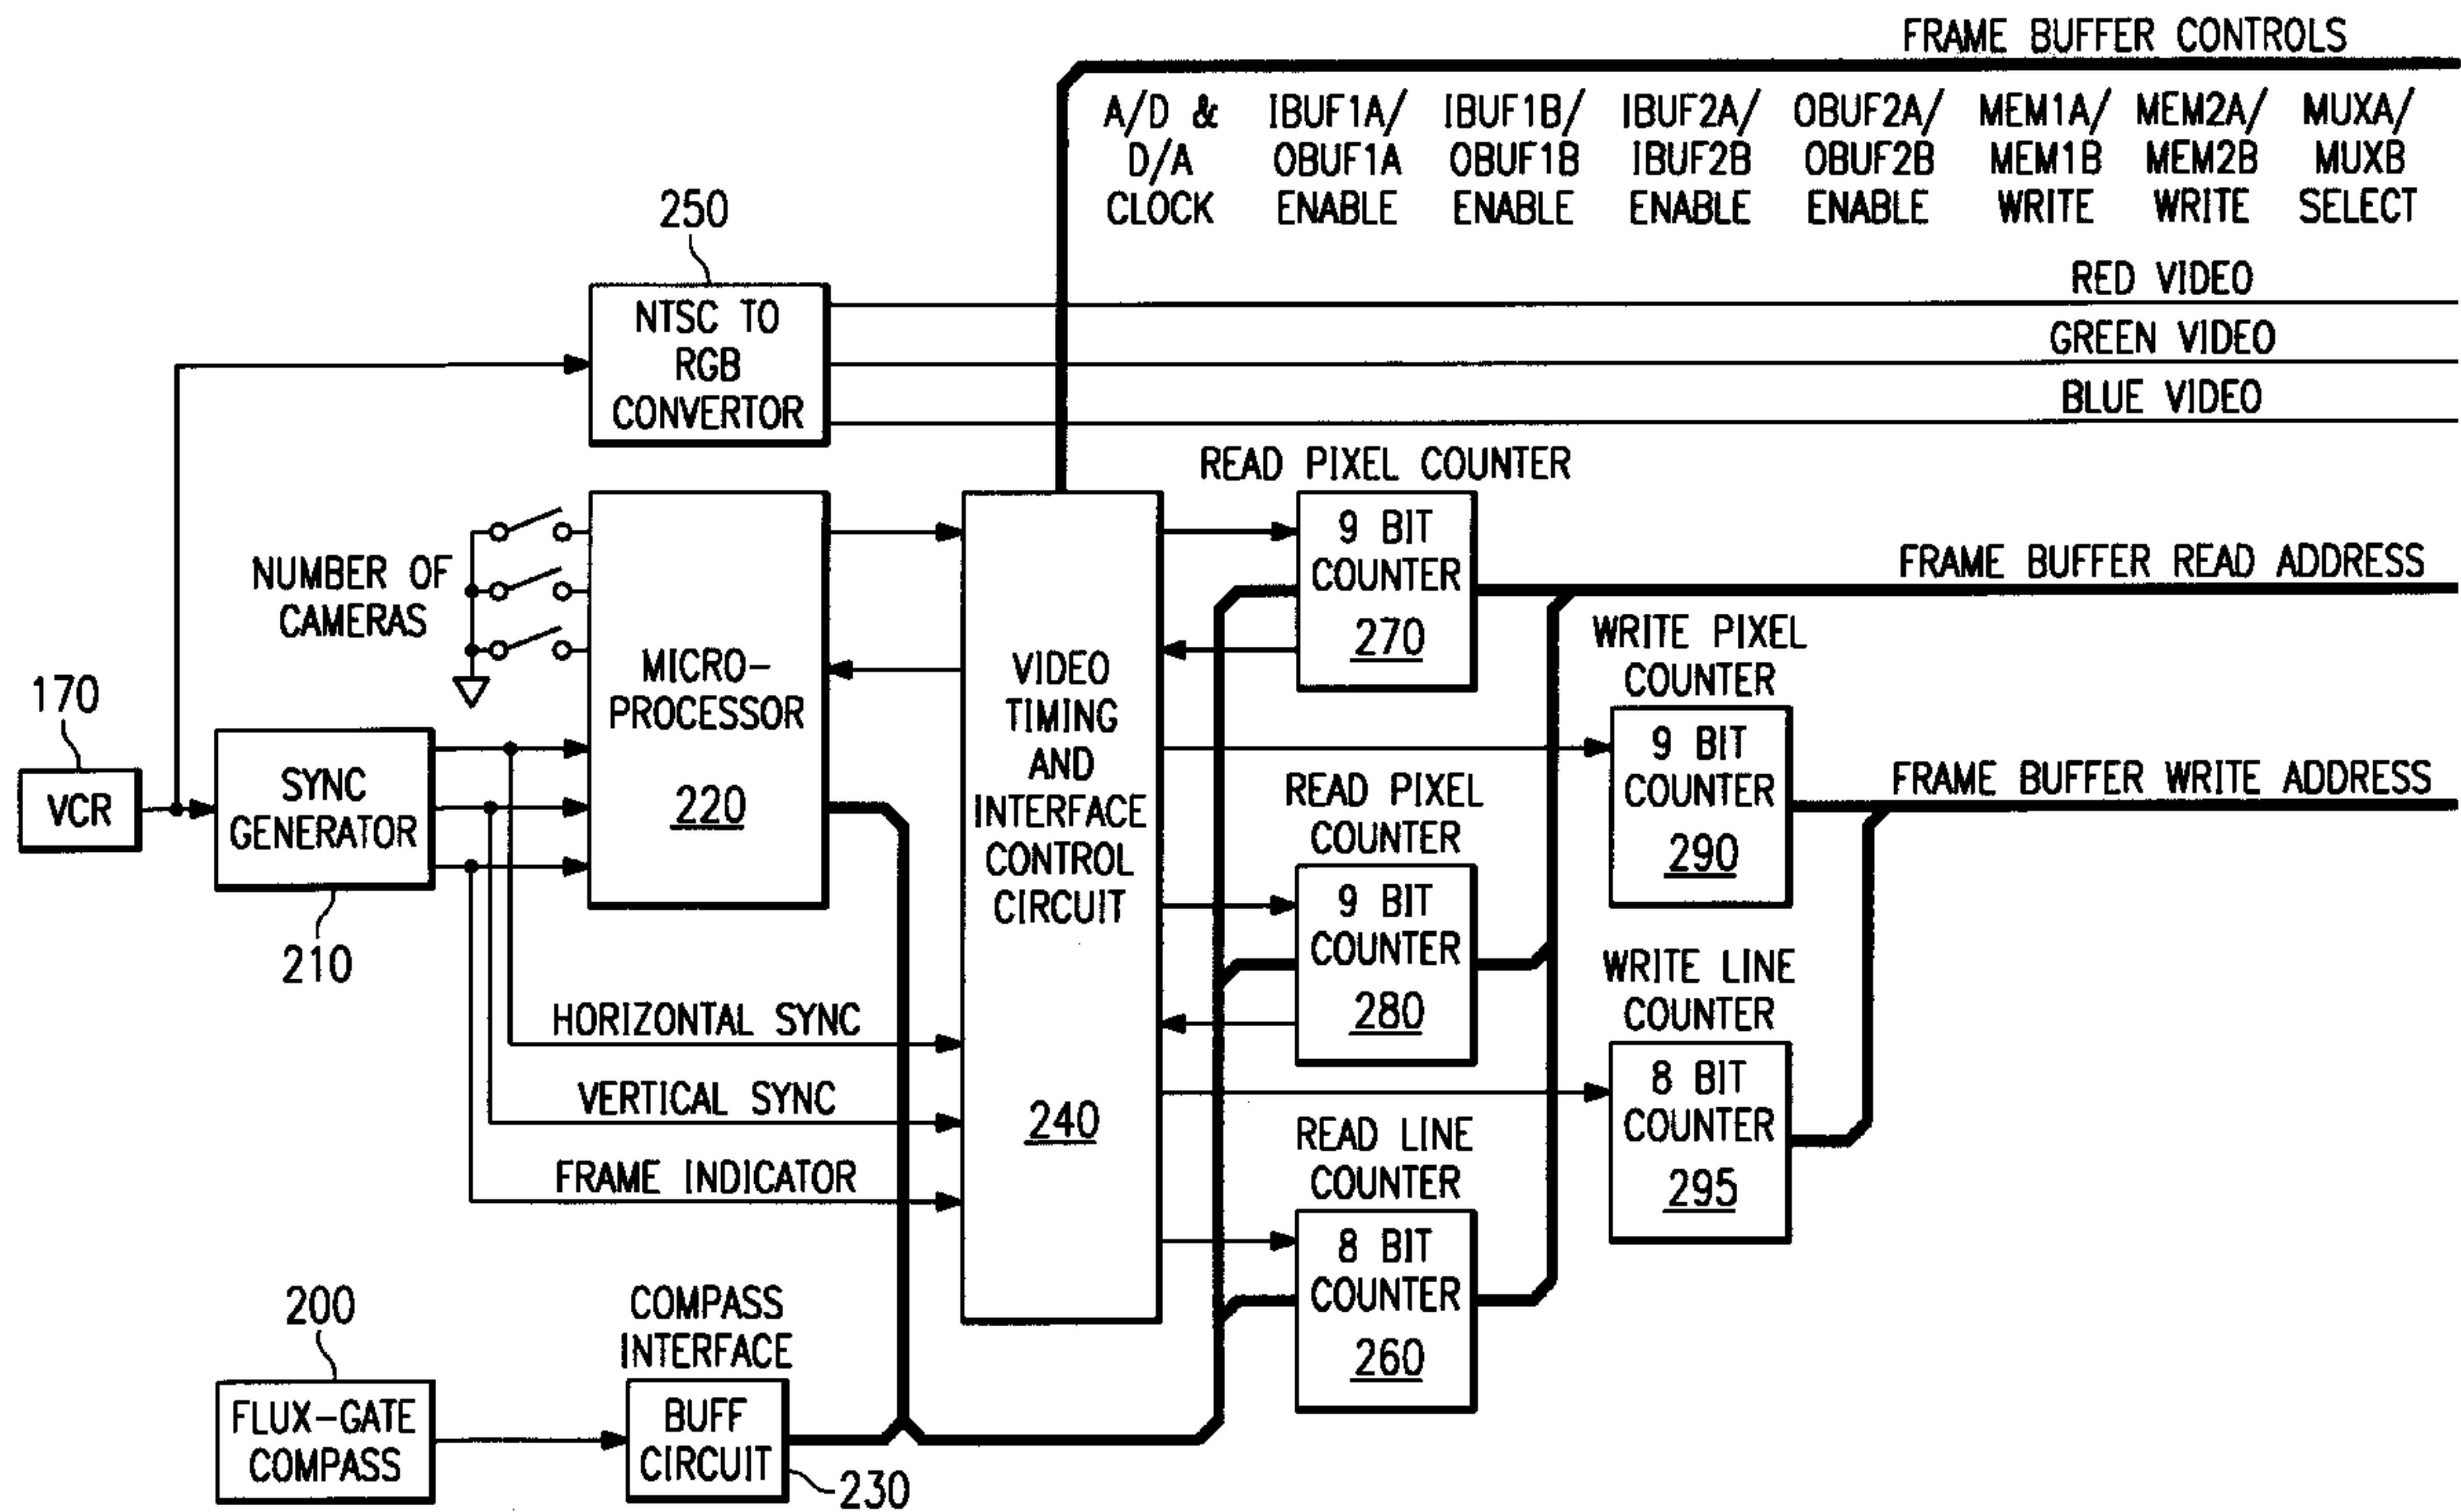 FRAME BUFFER CONTROLS
A/D &
D/A
CLOCK
IBUF1A/
OBUF1A
ENABLE
IBUF1B/
OBUF1B
ENABLE
IBUF2A/
IBUF2B
ENABLE
OBUF2A/
OBUF2B
ENABLE
MEM1A/
MEM1B
WRITE
MEM2A/
MEM2B
WRITE
MUXA/
MUXB
SELECT
250
NTSC TO
RGB
CONVERTOR
RED VIDEO
GREEN VIDEO
BLUE VIDEO
NUMBER OF
CAMERAS
MICRO-
PROCESSOR
220
170
VCR
SYNC
GENERATOR
210
VIDEO
TIMING
AND
INTERFACE
CONTROL
CIRCUIT
240
HORIZONTAL SYNC
VERTICAL SYNC
FRAME INDICATOR
READ PIXEL COUNTER
9 BIT
COUNTER
270
FRAME BUFFER READ ADDRESS
WRITE PIXEL
COUNTER
9 BIT
COUNTER
290
FRAME BUFFER WRITE ADDRESS
READ PIXEL
COUNTER
9 BIT
COUNTER
280
WRITE LINE
COUNTER
8 BIT
COUNTER
295
READ LINE
COUNTER
8 BIT
COUNTER
260
200
FLUX-GATE
COMPASS
COMPASS
INTERFACE
BUFF
CIRCUIT
230